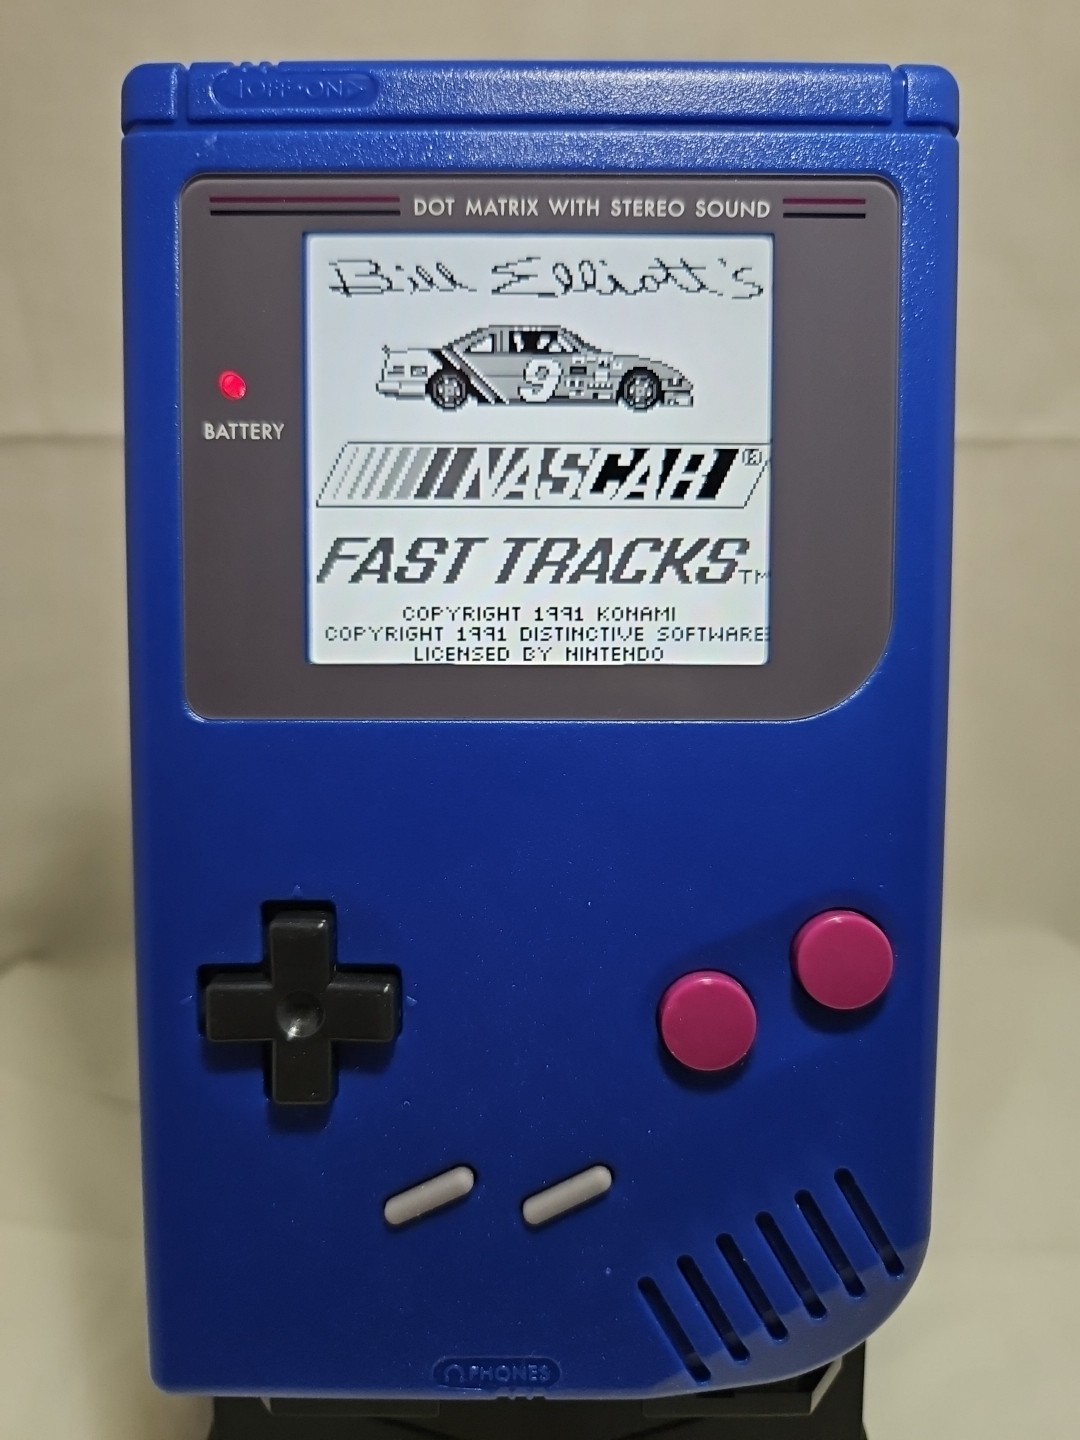 OFF•ON
DOT MATRIX WITH STEREO SOUND
Bill Elliott's
9
BATTERY
NASCAR®
FAST TRACKS TM
COPYRIGHT 1991 KONAMI
COPYRIGHT 1991 DISTINCTIVE SOFTWARE
LICENSED BY NINTENDO
PHONES